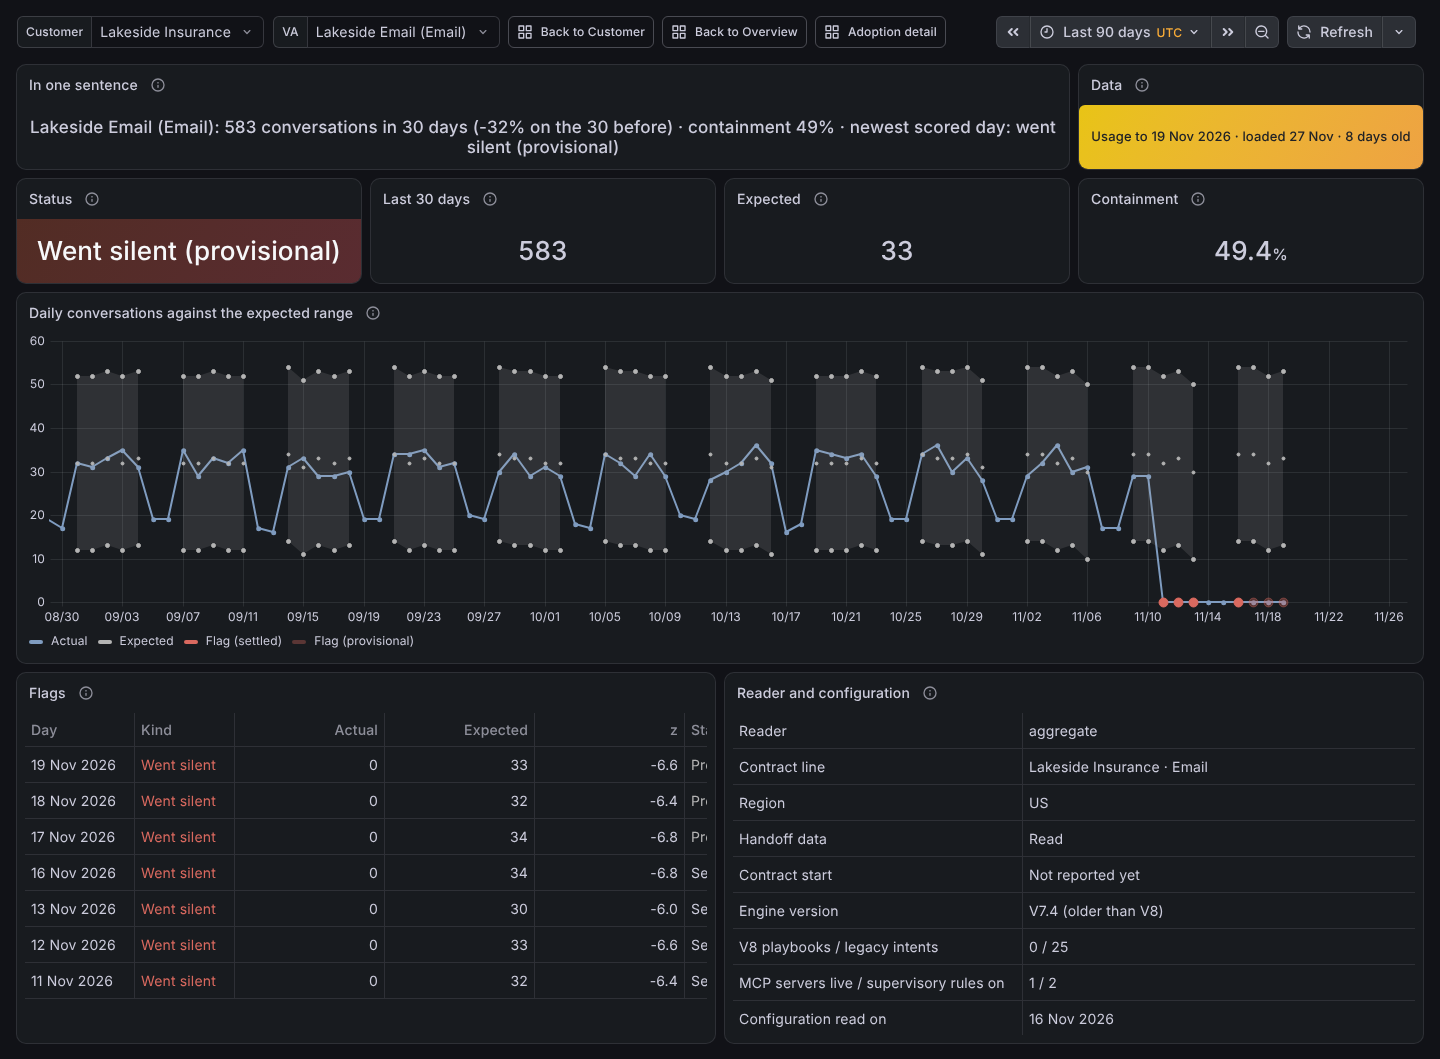 Customer Lakeside Insurance VA Lakeside Email (Email) Back to Customer Back to Overview Adoption detail Last 90 days UTC Refresh
In one sentence
Lakeside Email (Email): 583 conversations in 30 days (-32% on the 30 before) · containment 49% · newest scored day: went
silent (provisional)
Data
Usage to 19 Nov 2026 · loaded 27 Nov · 8 days old
Status
Went silent (provisional)
Last 30 days
583
Expected
33
Containment
49.4%
Daily conversations against the expected range
60
50
40
30
20
10
0
08/30 09/03 09/07 09/11 09/15 09/19 09/23 09/27 10/01 10/05 10/09 10/13 10/17 10/21 10/25 10/29 11/02 11/06 11/10 11/14 11/18 11/22 11/26
Actual Expected Flag (settled) Flag (provisional)
Flags
Day Kind Actual Expected z
19 Nov 2026 Went silent 0 33 -6.6
18 Nov 2026 Went silent 0 32 -6.4
17 Nov 2026 Went silent 0 34 -6.8
16 Nov 2026 Went silent 0 34 -6.8
13 Nov 2026 Went silent 0 30 -6.0
12 Nov 2026 Went silent 0 33 -6.6
11 Nov 2026 Went silent 0 32 -6.4
Reader and configuration
Reader aggregate
Contract line Lakeside Insurance · Email
Region US
Handoff data Read
Contract start Not reported yet
Engine version V7.4 (older than V8)
V8 playbooks / legacy intents 0 / 25
MCP servers live / supervisory rules on 1 / 2
Configuration read on 16 Nov 2026